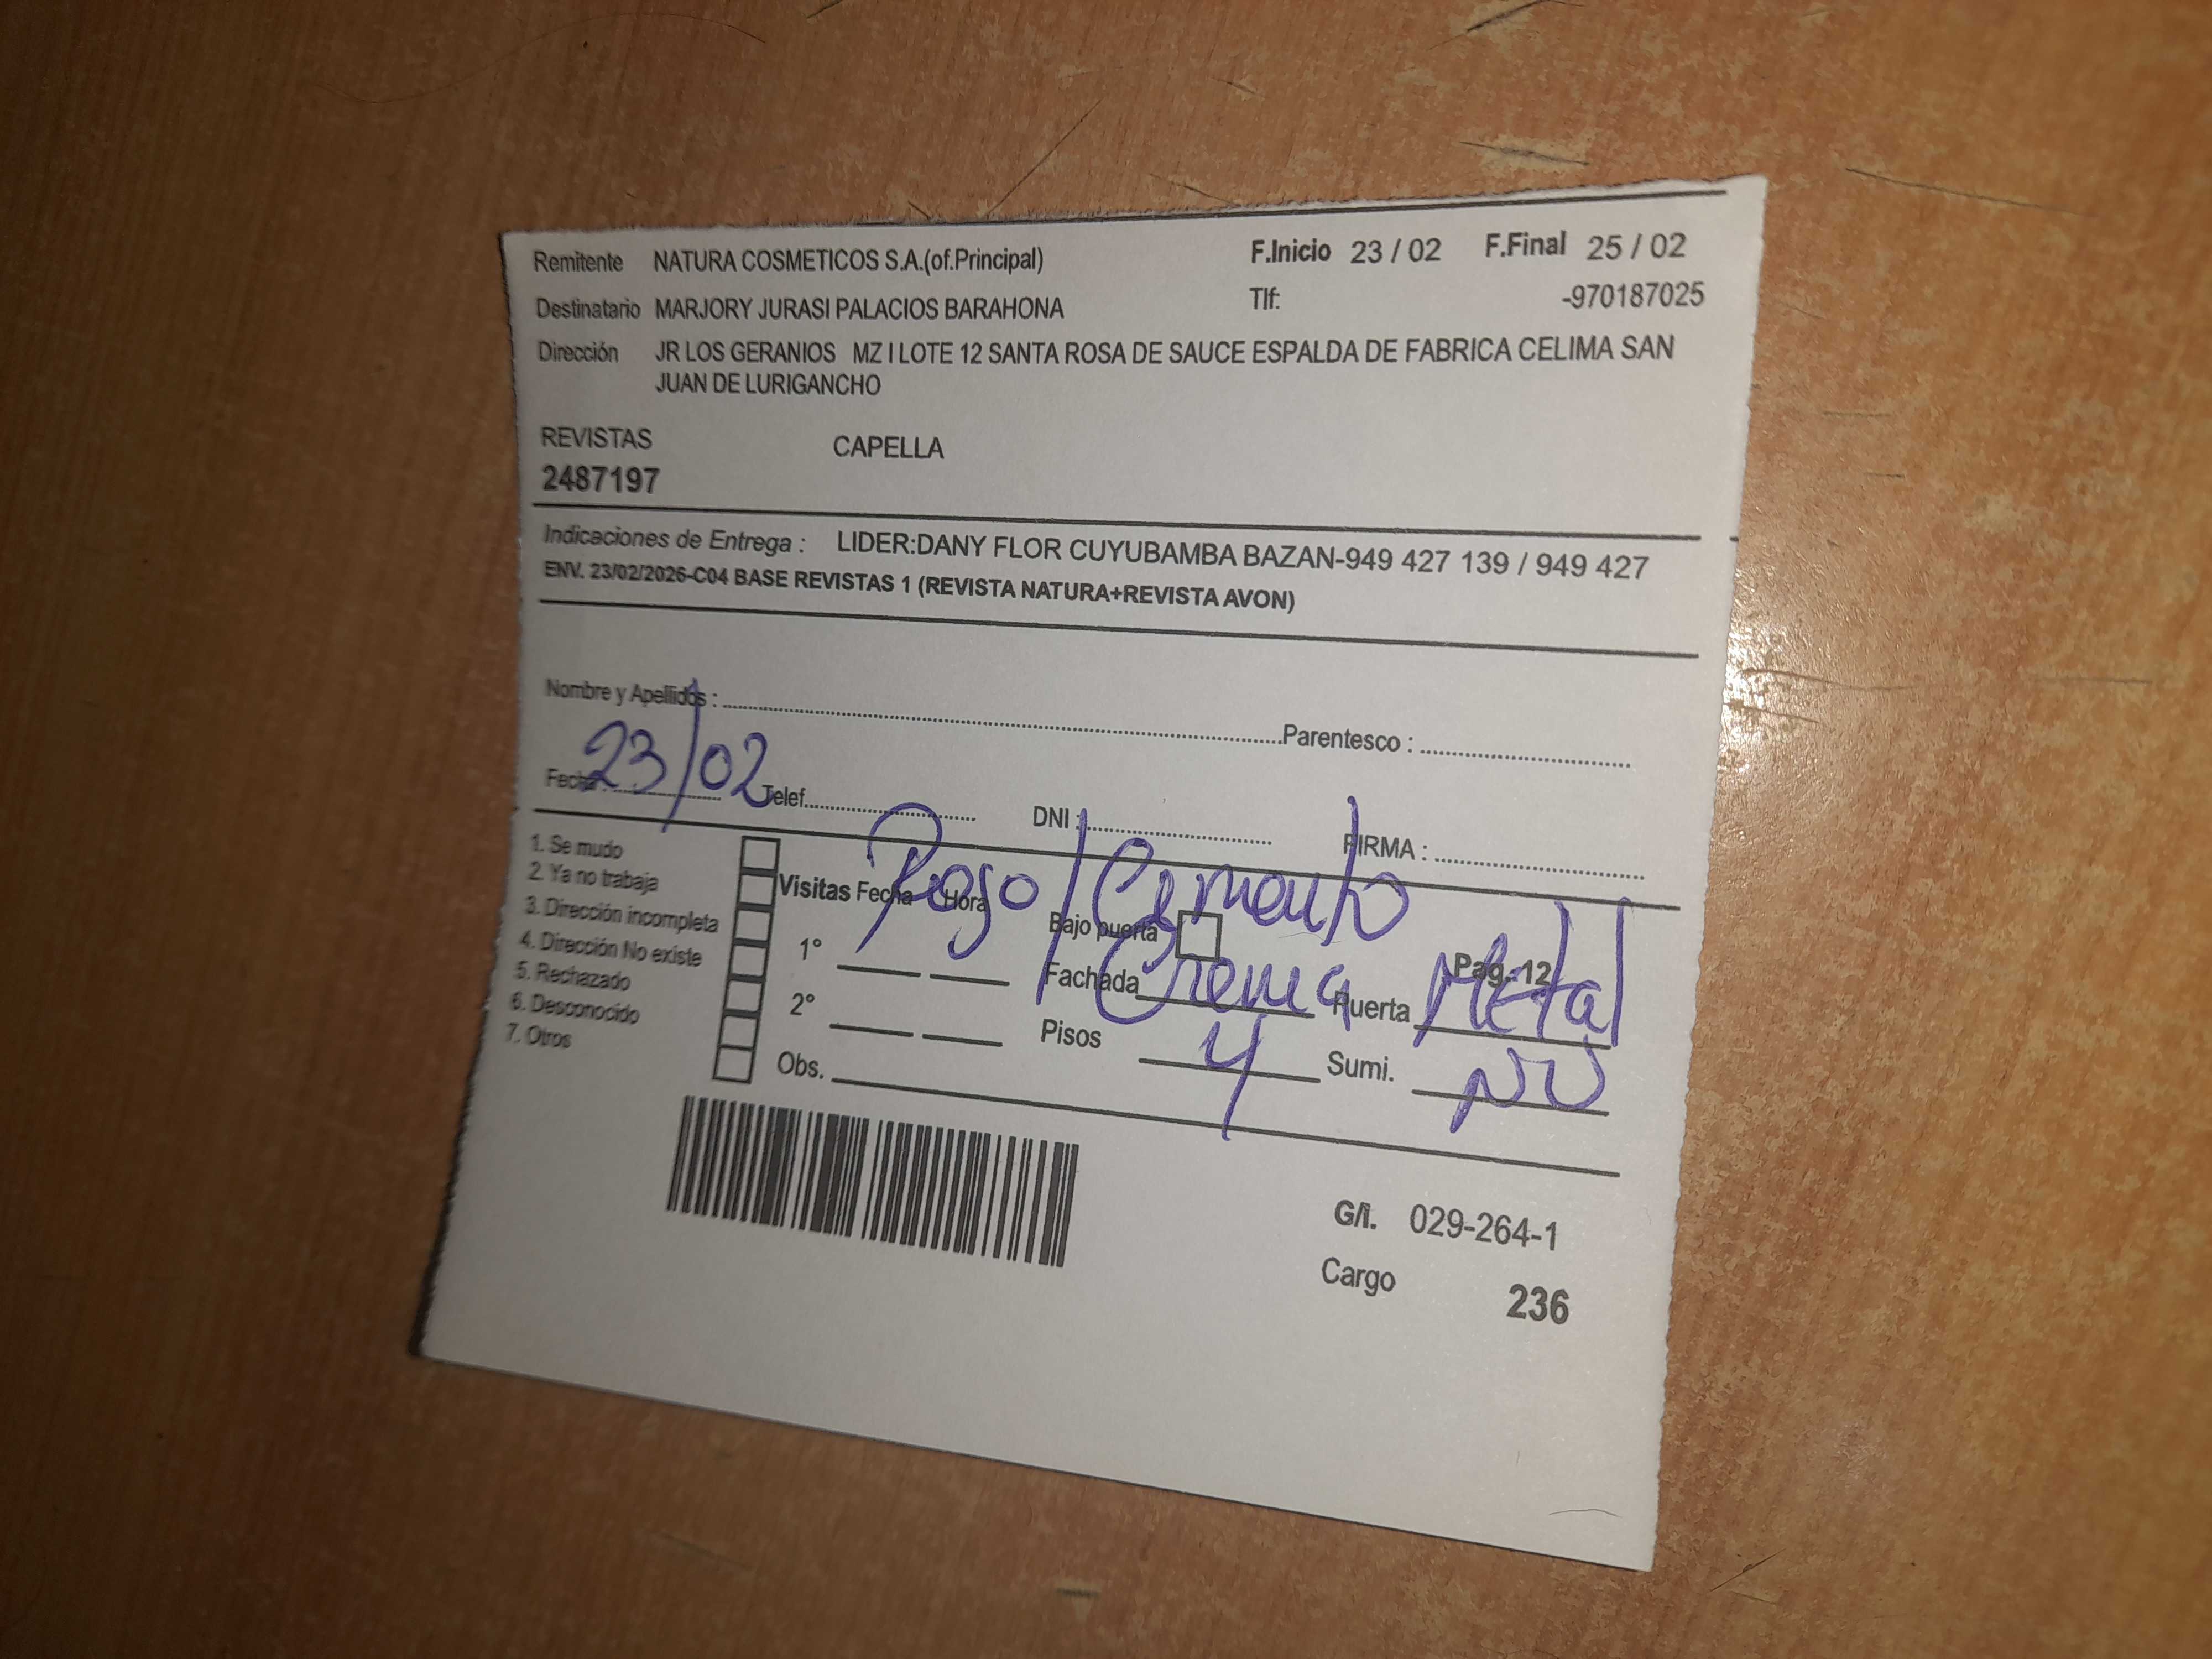 Remitente NATURA COSMETICOS S.A.(of.Principal) F.Inicio 23 / 02 F.Final 25 / 02
Destinatario MARJORY JURASI PALACIOS BARAHONA Tlf: -970187025
Dirección JR LOS GERANIOS MZ I LOTE 12 SANTA ROSA DE SAUCE ESPALDA DE FABRICA CELIMA SAN
JUAN DE LURIGANCHO
REVISTAS CAPELLA
2487197
Indicaciones de Entrega : LIDER:DANY FLOR CUYUBAMBA BAZAN-949 427 139 / 949 427
ENV. 23/02/2026-C04 BASE REVISTAS 1 (REVISTA NATURA+REVISTA AVON)
Nombre y Apellidos : Parentesco :
Fecha : 23/02 Telef. DNI : FIRMA :
1. Se mudo
2. Ya no trabaja
3. Dirección incompleta
4. Dirección No existe
5. Rechazado
6. Desconocido
7. Otros
Visitas Fecha Hora
1°
2°
Obs.
Rojo / Cemento
Bajo puerta Pag.-12
Fachada Crema Puerta Metal
Pisos 4 Sumi. NV
G/I. 029-264-1
Cargo 236